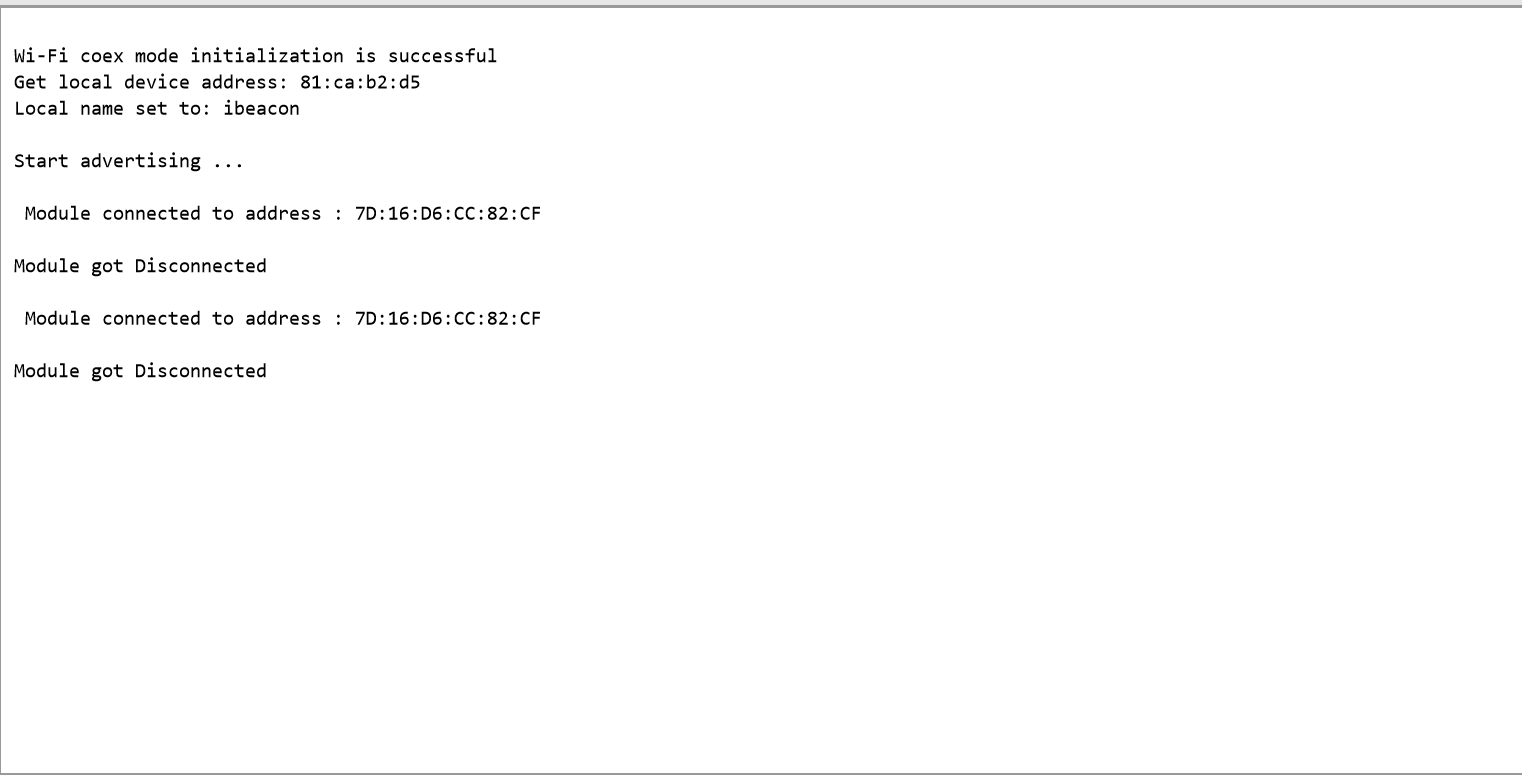 Wi-Fi coex mode initialization is successful
Get local device address: 81:ca:b2:d5
Local name set to: ibeacon
Start advertising ...
Module connected to address : 7D:16:D6:CC:82:CF
Module got Disconnected
Module connected to address : 7D:16:D6:CC:82:CF
Module got Disconnected